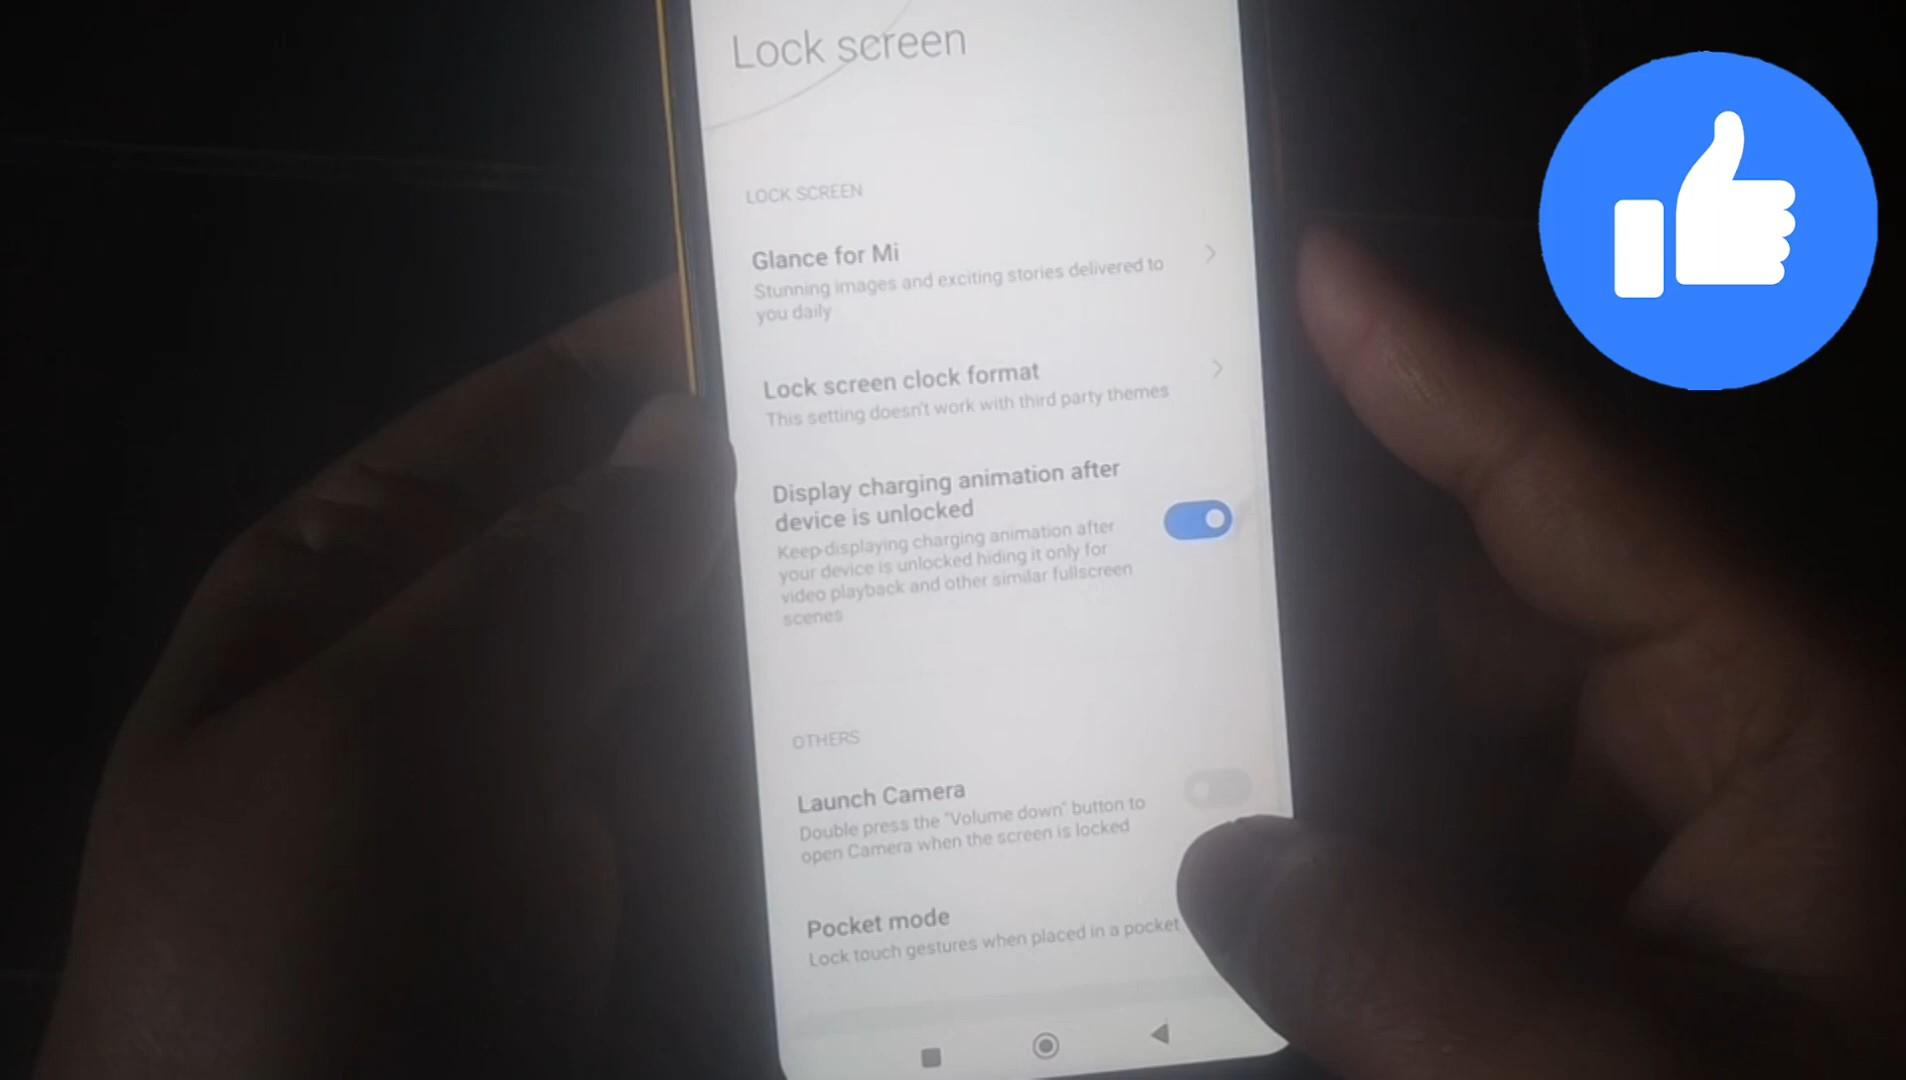 Lock screen
LOCK SCREEN
Glance for Mi
Stunning images and exciting stories delivered to
you daily
Lock screen clock format
This setting doesn't work with third party themes
Display charging animation after
device is unlocked
Keep displaying charging animation after
your device is unlocked hiding it only for
video playback and other similar fullscreen
scenes
OTHERS
Launch Camera
Double press the "Volume down" button to
open Camera when the screen is locked
Pocket mode
Lock touch gestures when placed in a pocket